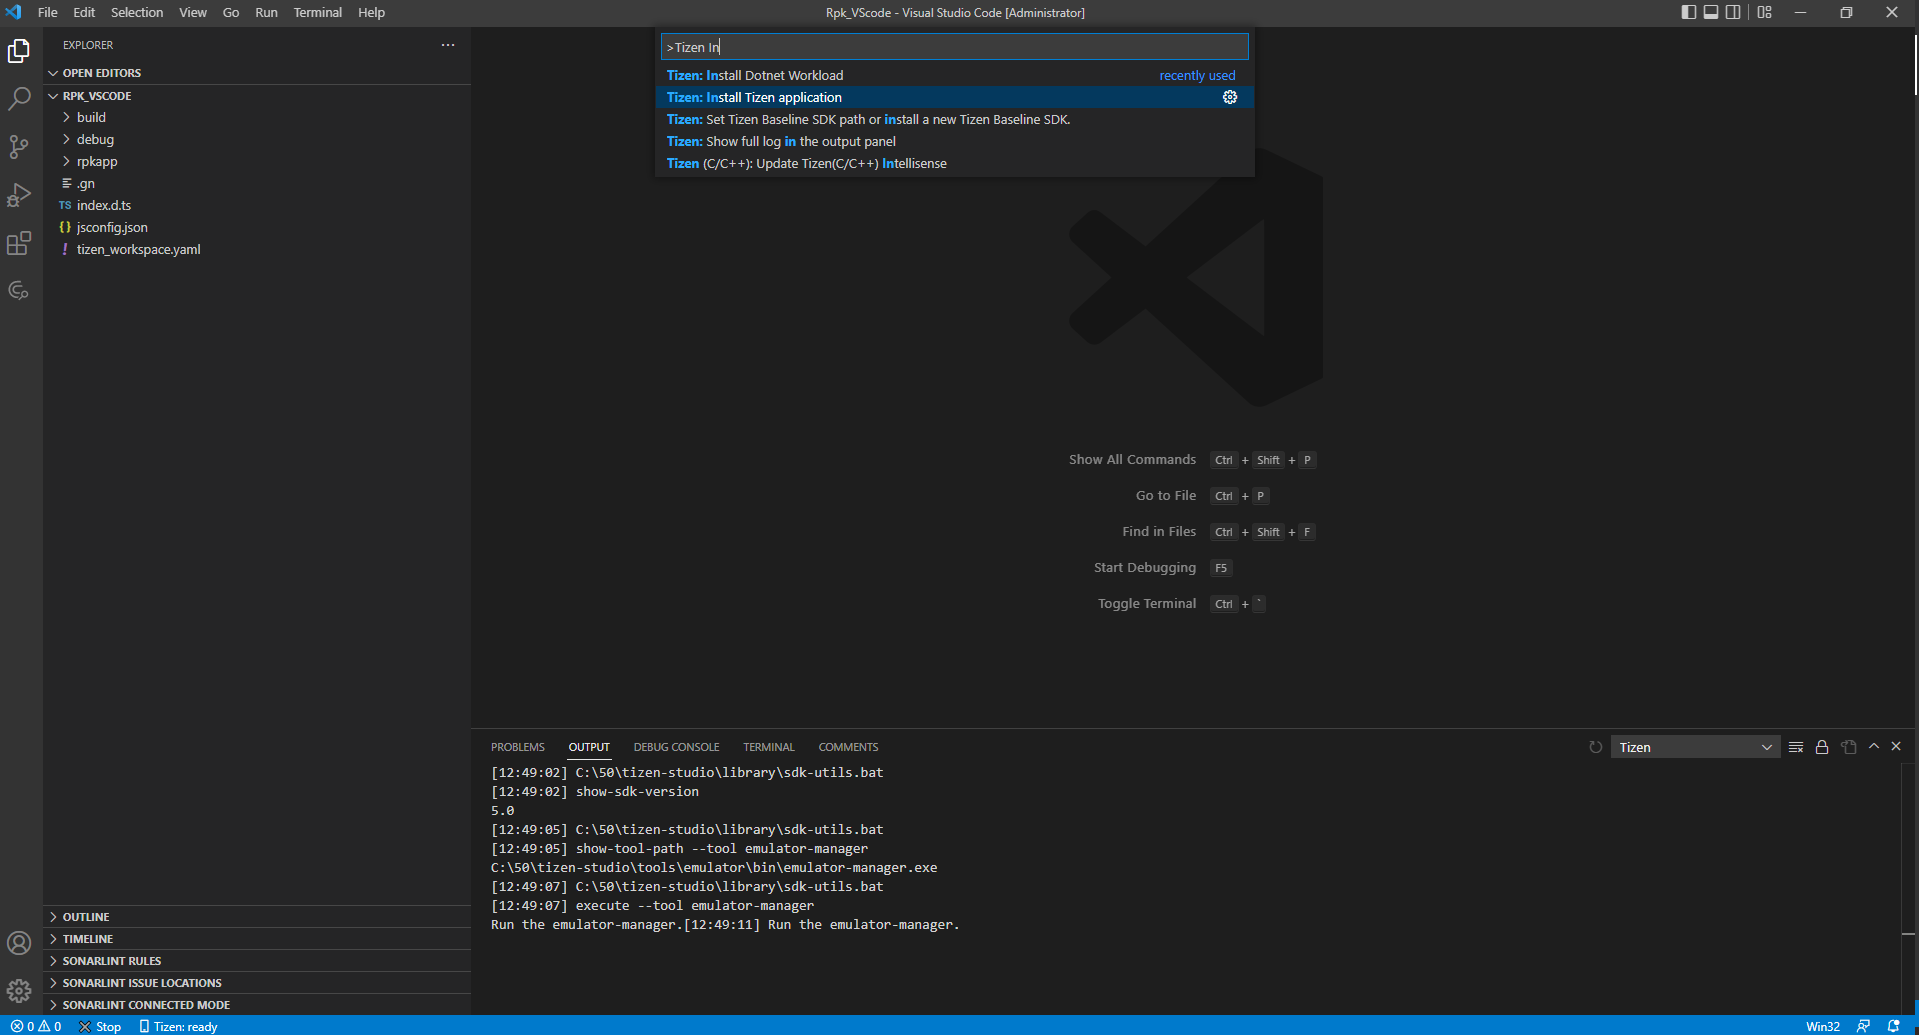 File Edit Selection View Go Run Terminal Help
Rpk_VScode - Visual Studio Code [Administrator]
EXPLORER
OPEN EDITORS
RPK_VSCODE
build
debug
rpkapp
.gn
TS index.d.ts
{} jsconfig.json
! tizen_workspace.yaml
OUTLINE
TIMELINE
SONARLINT RULES
SONARLINT ISSUE LOCATIONS
SONARLINT CONNECTED MODE
>Tizen In
Tizen: Install Dotnet Workload recently used
Tizen: Install Tizen application
Tizen: Set Tizen Baseline SDK path or install a new Tizen Baseline SDK.
Tizen: Show full log in the output panel
Tizen (C/C++): Update Tizen(C/C++) Intellisense
Show All Commands Ctrl + Shift + P
Go to File Ctrl + P
Find in Files Ctrl + Shift + F
Start Debugging F5
Toggle Terminal Ctrl + `
PROBLEMS OUTPUT DEBUG CONSOLE TERMINAL COMMENTS
Tizen
[12:49:02] C:\50\tizen-studio\library\sdk-utils.bat
[12:49:02] show-sdk-version
5.0
[12:49:05] C:\50\tizen-studio\library\sdk-utils.bat
[12:49:05] show-tool-path --tool emulator-manager
C:\50\tizen-studio\tools\emulator\bin\emulator-manager.exe
[12:49:07] C:\50\tizen-studio\library\sdk-utils.bat
[12:49:07] execute --tool emulator-manager
Run the emulator-manager.[12:49:11] Run the emulator-manager.
0 0 Stop Tizen: ready
Win32